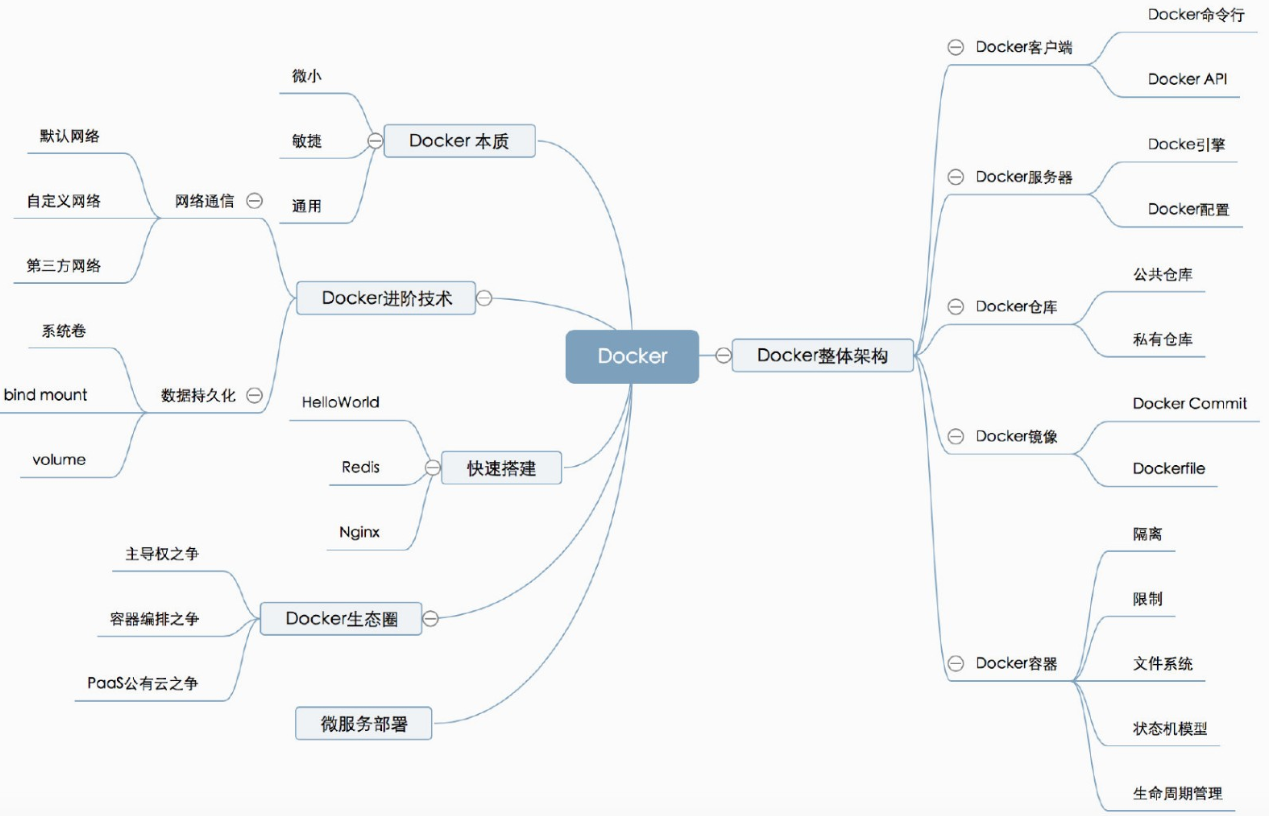 Docker
Docker整体架构
Docker客户端
Docker命令行
Docker API
Docker服务器
Docke引擎
Docker配置
Docker仓库
公共仓库
私有仓库
Docker镜像
Docker Commit
Dockerfile
Docker容器
隔离
限制
文件系统
状态机模型
生命周期管理
Docker 本质
微小
敏捷
通用
Docker进阶技术
网络通信
默认网络
自定义网络
第三方网络
数据持久化
系统卷
bind mount
volume
快速搭建
HelloWorld
Redis
Nginx
Docker生态圈
主导权之争
容器编排之争
PaaS公有云之争
微服务部署